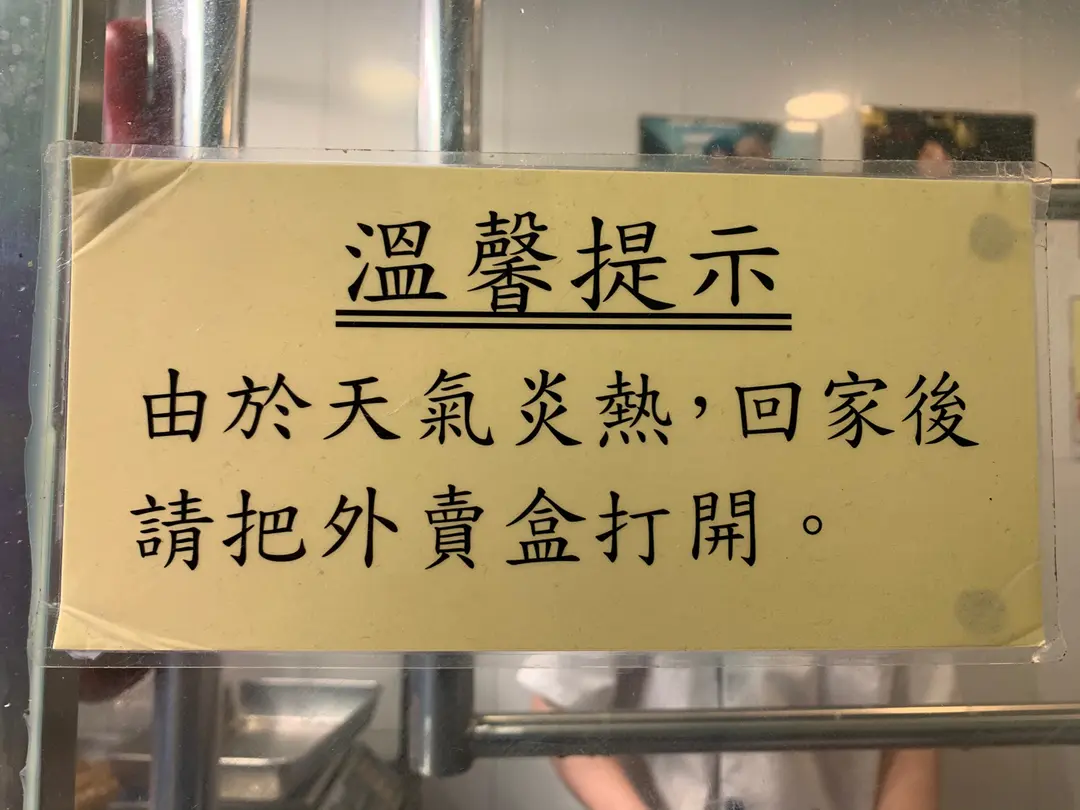 溫馨提示
由於天氣炎熱，回家後
請把外賣盒打開。